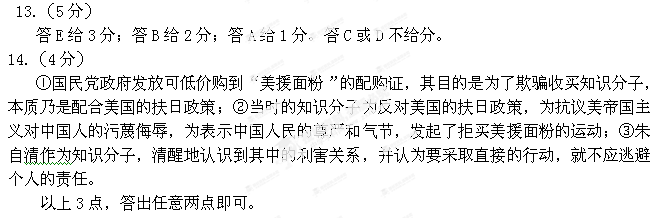 13.（5分）
答E给3分；答B给2分；答A给1分。答C或D不给分。
14.（4分）
①国民党政府发放可低价购到“美援面粉”的配购证，其目的是为了欺骗收买知识分子，
本质乃是配合美国的扶日政策；②当时的知识分子为反对美国的扶日政策，为抗议美帝国主
义对中国人的污蔑侮辱，为表示中国人民的尊严和气节，发起了拒买美援面粉的运动；③朱
自清作为知识分子，清醒地认识到其中的利害关系，并认为要采取直接的行动，就不应逃避
个人的责任。
以上3点，答出任意两点即可。